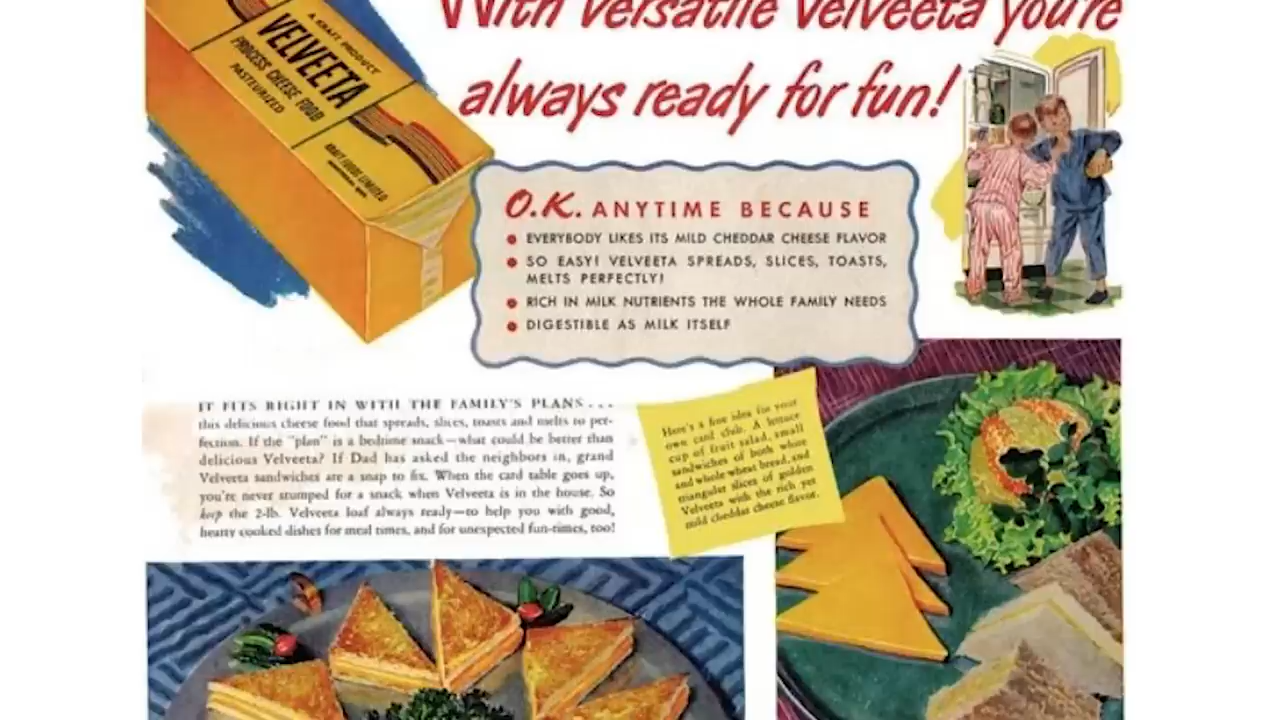 With versatile Velveeta you're
always ready for fun!
A KRAFT PRODUCT
VELVEETA
PROCESS CHEESE FOOD
PASTEURIZED
KRAFT FOODS LIMITED
O.K. ANYTIME BECAUSE
EVERYBODY LIKES ITS MILD CHEDDAR CHEESE FLAVOR
SO EASY! VELVEETA SPREADS, SLICES, TOASTS,
MELTS PERFECTLY!
RICH IN MILK NUTRIENTS THE WHOLE FAMILY NEEDS
DIGESTIBLE AS MILK ITSELF
IT FITS RIGHT IN WITH THE FAMILY'S PLANS...
this delicious cheese food that spreads, slices, toasts and melts to per-
fection. If the "plan" is a bedtime snack—what could be better than
delicious Velveeta? If Dad has asked the neighbors in, grand
Velveeta sandwiches are a snap to fix. When the card table goes up,
you're never stumped for a snack when Velveeta is in the house. So
keep the 2-lb. Velveeta loaf always ready—to help you with good,
hearty cooked dishes for meal times, and for unexpected fun-times, too!
Here's a fine idea for your
own card club. A lettuce
cup of fruit salad, small
sandwiches of both white
and whole-wheat bread, and
triangular slices of golden
Velveeta with the rich yet
mild cheddar cheese flavor.